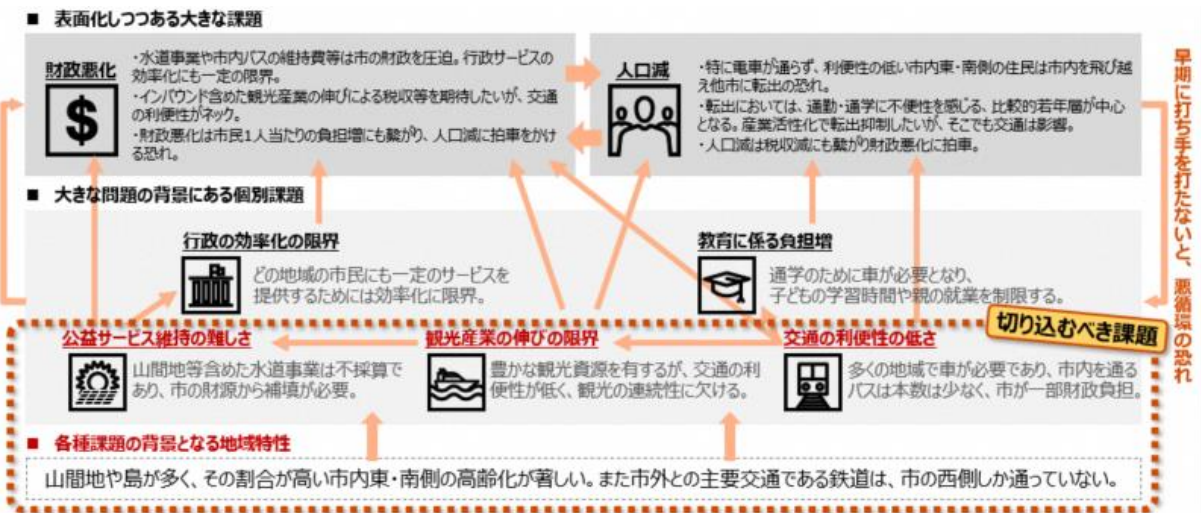 ■ 表面化しつつある大きな課題
財政悪化
・水道事業や市内バスの維持費等は市の財政を圧迫。行政サービスの
効率化にも一定の限界。
・インバウンド含めた観光産業の伸びによる税収等を期待したいが、交通
の利便性がネック。
・財政悪化は市民1人当たりの負担増にも繋がり、人口減に拍車をかけ
る恐れ。
人口減
・特に電車が通らず、利便性の低い市内東・南側の住民は市内を飛び越
え他市に転出の恐れ。
・転出においては、通勤・通学に不便性を感じる、比較的若年層が中心
となる。産業活性化で転出抑制したいが、そこでも交通は影響。
・人口減は税収減にも繋がり財政悪化に拍車。
早期に打ち手を打たないと、悪循環の恐れ
■ 大きな問題の背景にある個別課題
行政の効率化の限界
どの地域の市民にも一定のサービスを
提供するためには効率化に限界。
教育に係る負担増
通学のために車が必要となり、
子どもの学習時間や親の就業を制限する。
切り込むべき課題
公益サービス維持の難しさ
山間地等含めた水道事業は不採算で
あり、市の財源から補填が必要。
観光産業の伸びの限界
豊かな観光資源を有するが、交通の利
便性が低く、観光の連続性に欠ける。
交通の利便性の低さ
多くの地域で車が必要であり、市内を通る
バスは本数は少なく、市が一部財政負担。
■ 各種課題の背景となる地域特性
山間地や島が多く、その割合が高い市内東・南側の高齢化が著しい。また市外との主要交通である鉄道は、市の西側しか通っていない。